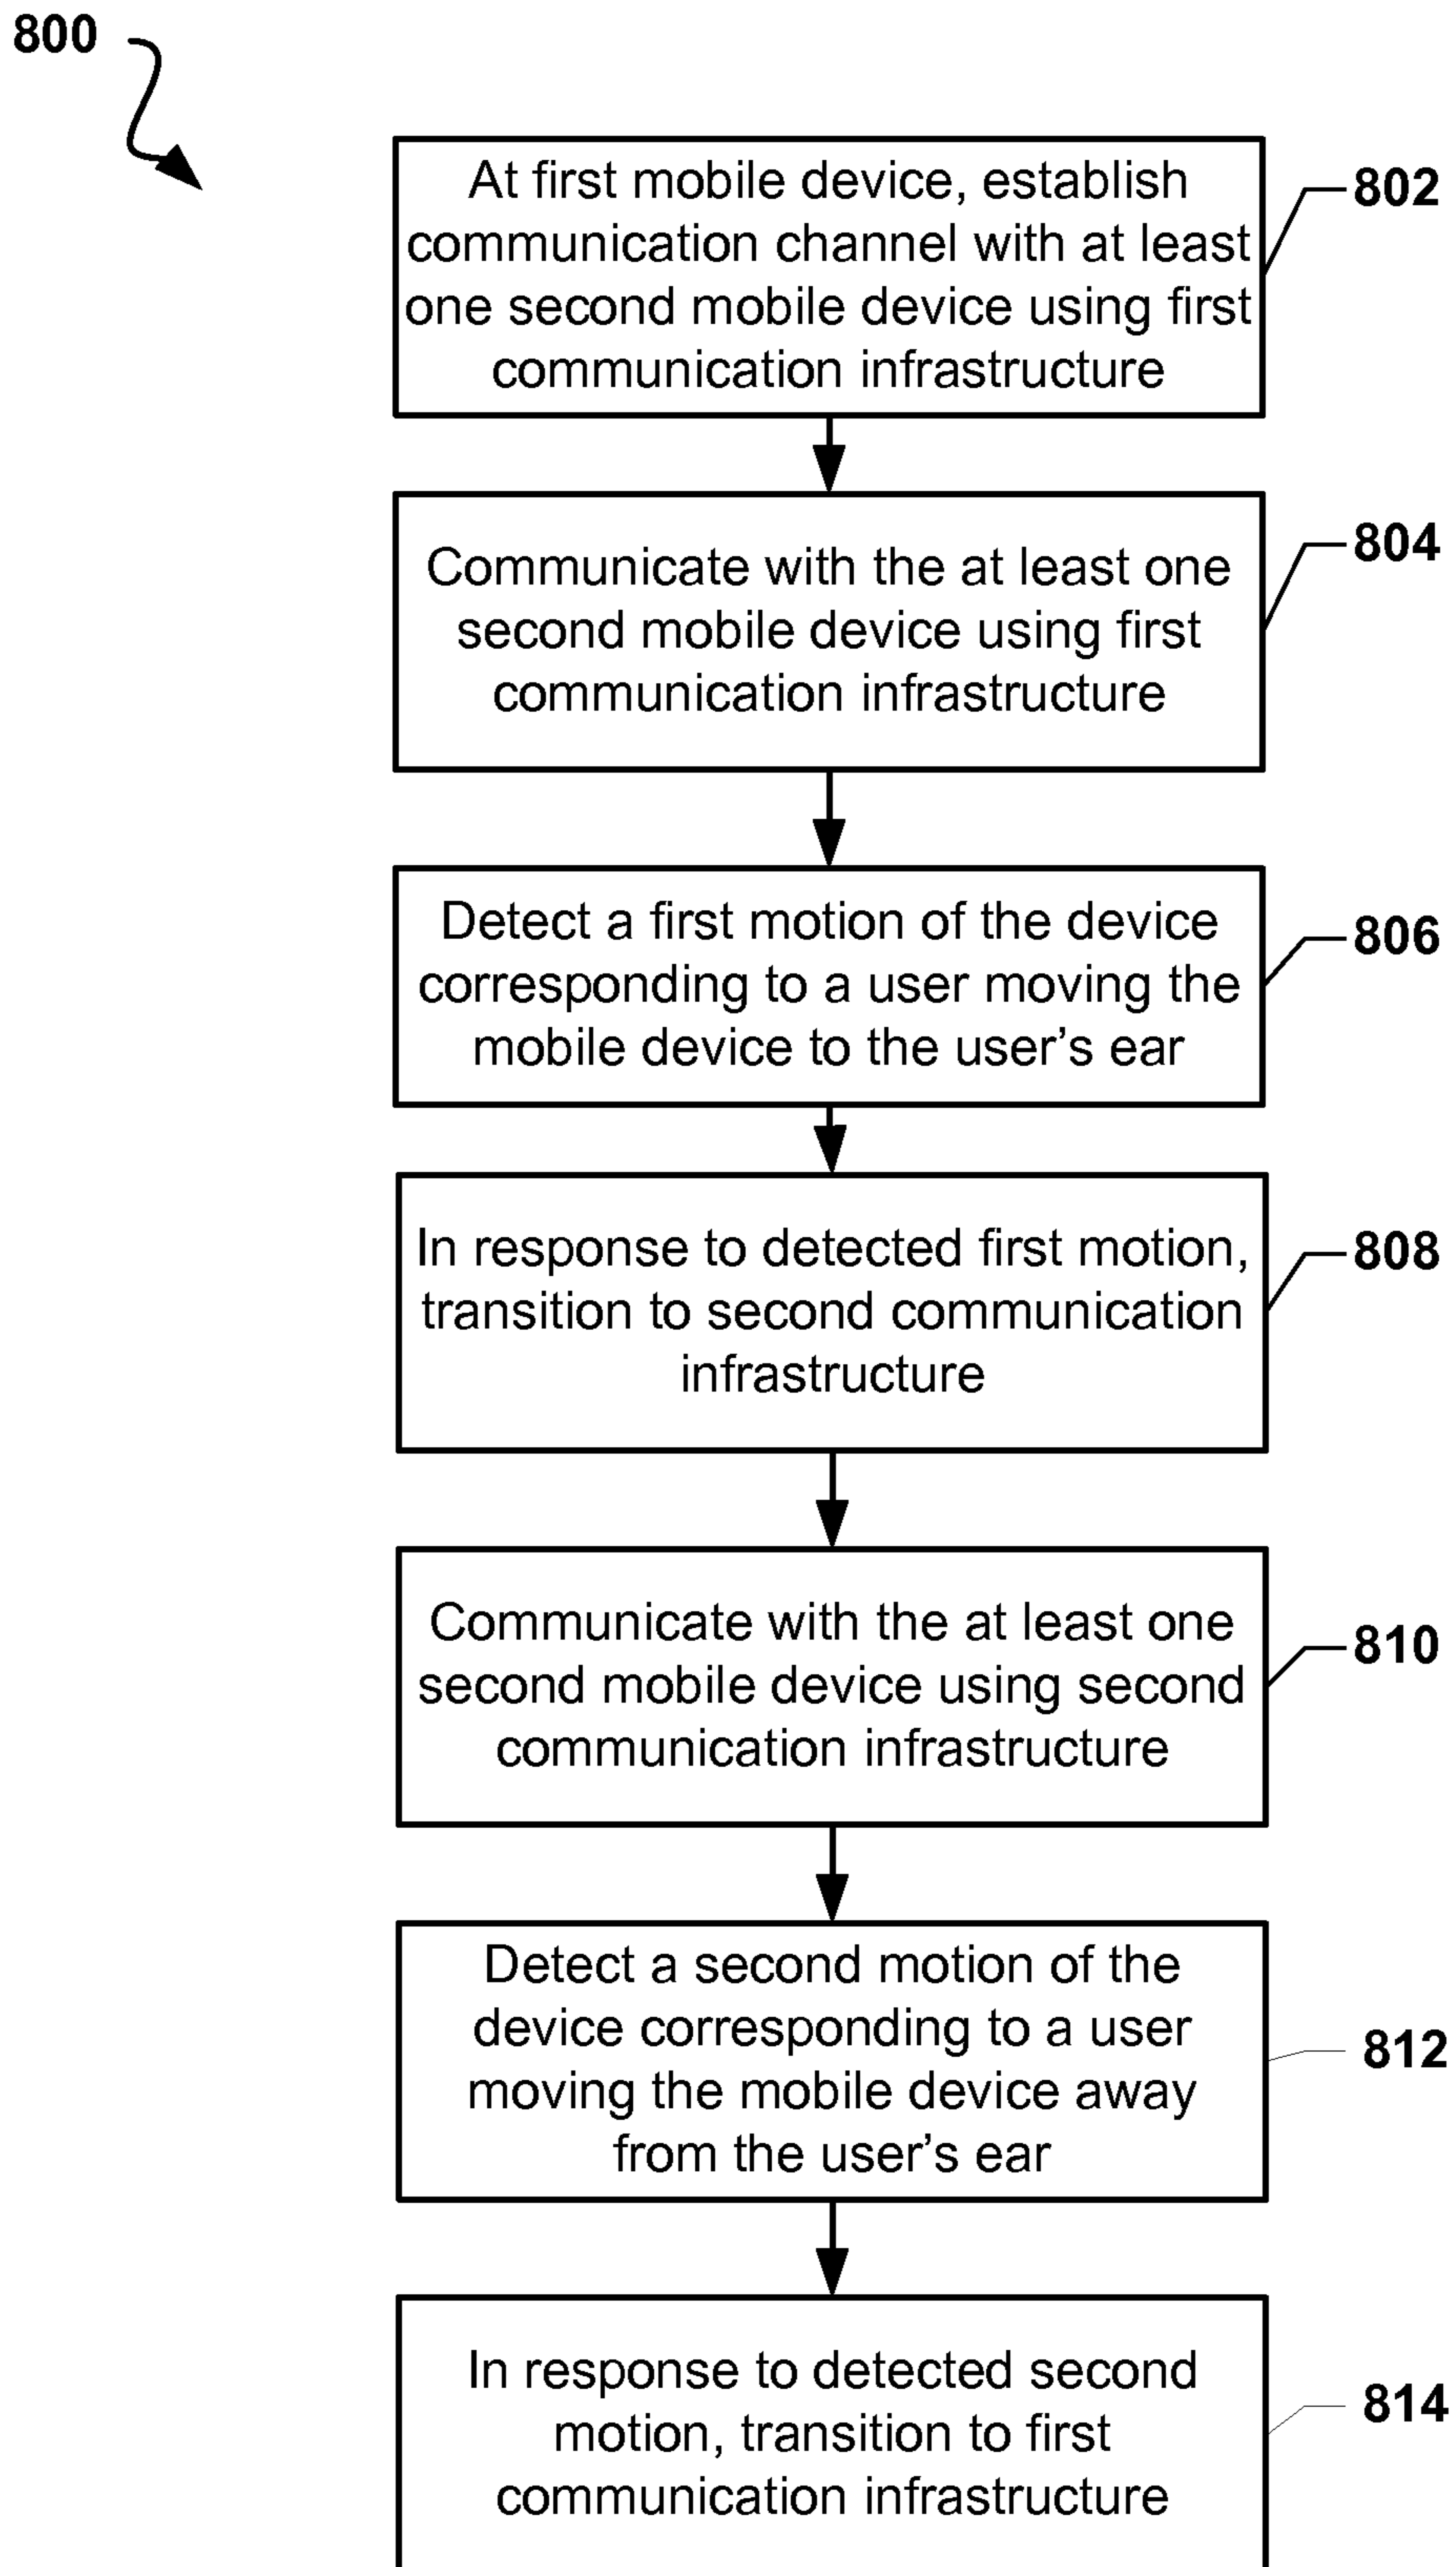 800
At first mobile device, establish
communication channel with at least
one second mobile device using first
communication infrastructure
802
Communicate with the at least one
second mobile device using first
communication infrastructure
804
Detect a first motion of the device
corresponding to a user moving the
mobile device to the user’s ear
806
In response to detected first motion,
transition to second communication
infrastructure
808
Communicate with the at least one
second mobile device using second
communication infrastructure
810
Detect a second motion of the
device corresponding to a user
moving the mobile device away
from the user’s ear
812
In response to detected second
motion, transition to first
communication infrastructure
814